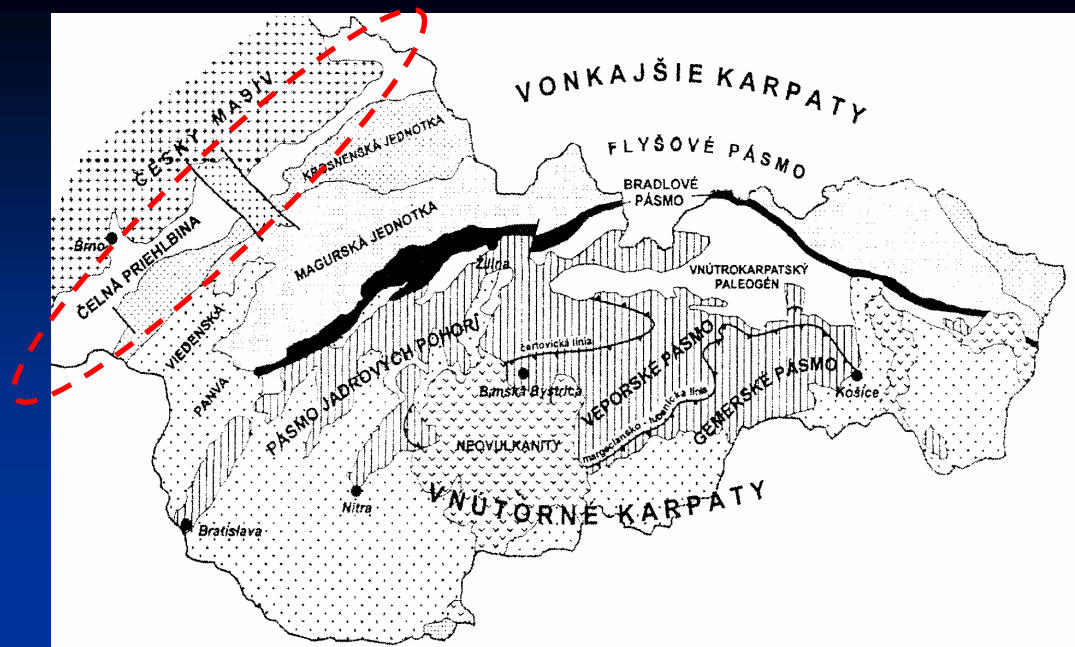 VONKAJŠIE KARPATY
ČESKÝ MASÍV
FLYŠOVÉ PÁSMO
KROSNENSKÁ JEDNOTKA
BRADLOVÉ
PÁSMO
MAGURSKÁ JEDNOTKA
Brno
ČELNÁ PRIEHLBINA
Žilina
VNÚTROKARPATSKÝ
PALEOGÉN
VIEDENSKÁ
PANVA
PÁSMO JADROVÝCH POHORÍ
čertovická línia
VEPORSKÉ PÁSMO
GEMERSKÉ PÁSMO
Banská Bystrica
Košice
NEOVULKANITY
VNÚTORNÉ KARPATY
Nitra
Bratislava